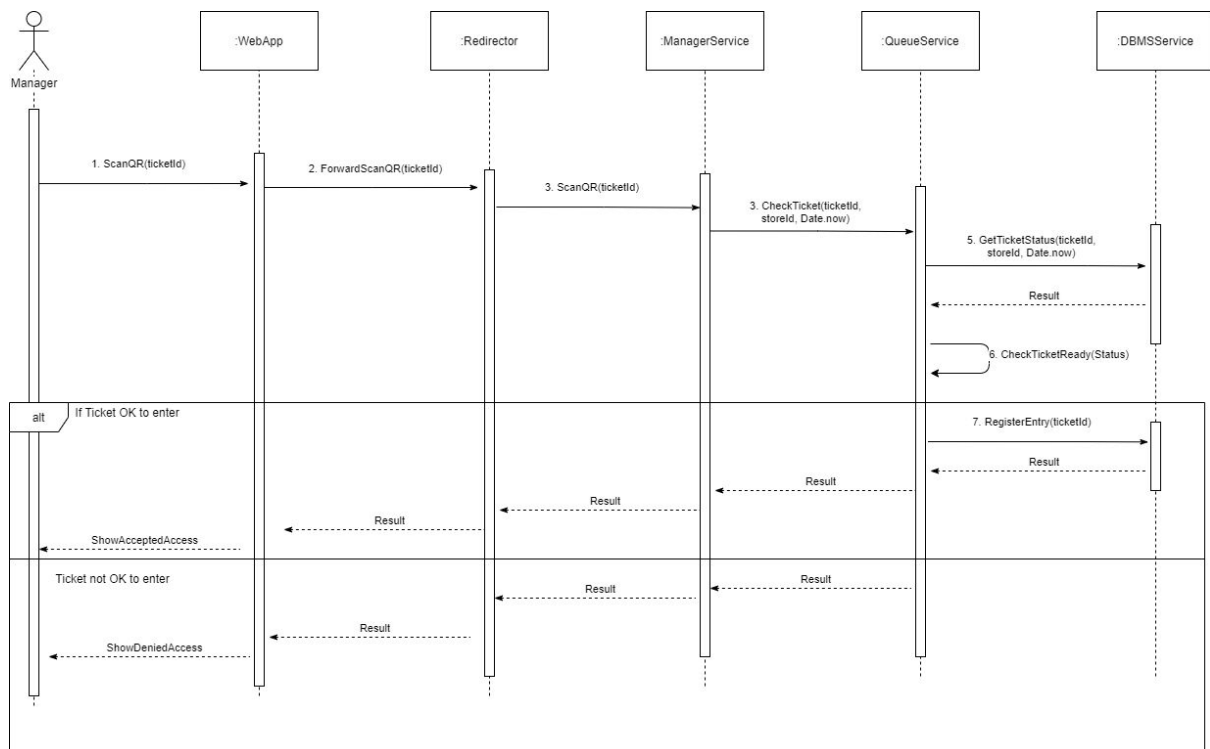 :WebApp
:Redirector
:ManagerService
:QueueService
:DBMSService
Manager
1. ScanQR(ticketId)
2. ForwardScanQR(ticketId)
3. ScanQR(ticketId)
3. CheckTicket(ticketId,
storeId, Date.now)
5. GetTicketStatus(ticketId,
storeId, Date.now)
Result
6. CheckTicketReady(Status)
alt
If Ticket OK to enter
7. RegisterEntry(ticketId)
Result
Result
Result
Result
ShowAcceptedAccess
Ticket not OK to enter
Result
Result
Result
ShowDeniedAccess